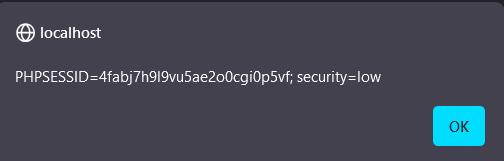 localhost
PHPSESSID=4fabj7h9l9vu5ae2o0cgi0p5vf; security=low
OK